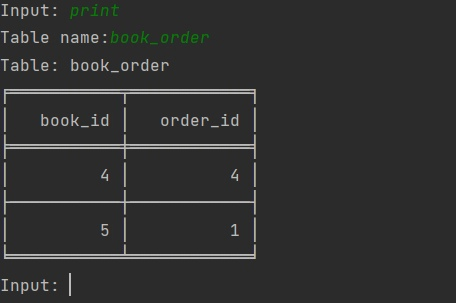 Input: print
Table name:book_order
Table: book_order
book_id order_id
4 4
5 1
Input: